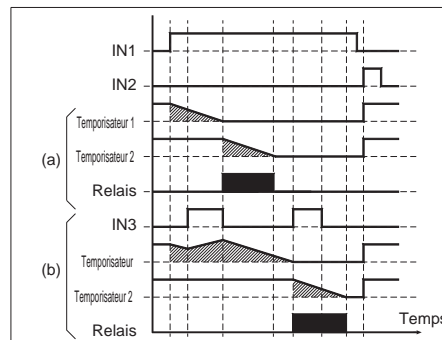 IN1
IN2
Temporisateur 1
(a)
Temporisateur 2
Relais
IN3
Temporisateur
(b)
Temporisateur 2
Temps
Relais